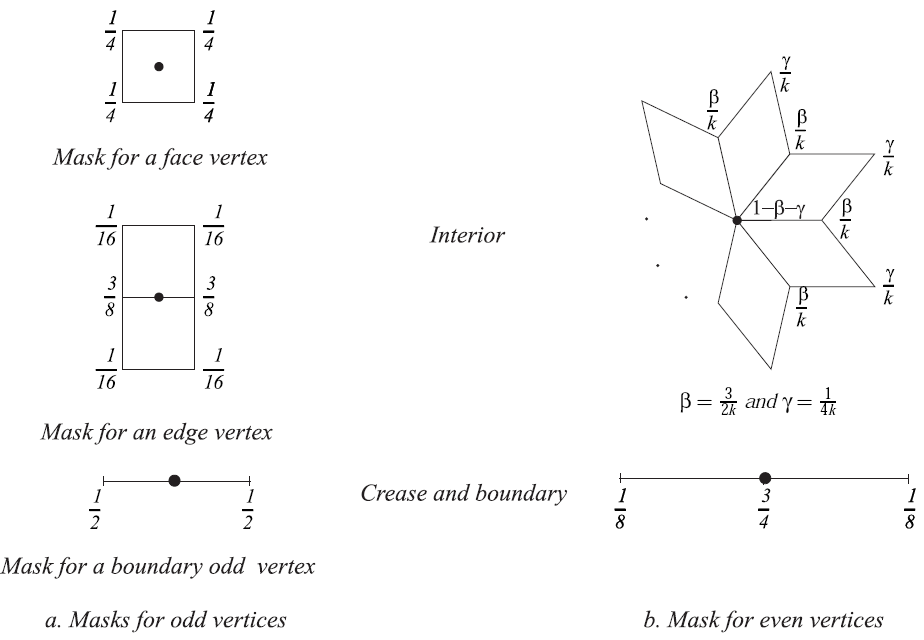 1/4 1/4
1/4 1/4
Mask for a face vertex
1/16 1/16
3/8 3/8
1/16 1/16
Mask for an edge vertex
Interior
γ/k
β/k
β/k
γ/k
1−β−γ
β/k
γ/k
β/k
β = 3/2k and γ = 1/4k
1/2 1/2
Crease and boundary
1/8 3/4 1/8
Mask for a boundary odd vertex
a. Masks for odd vertices
b. Mask for even vertices